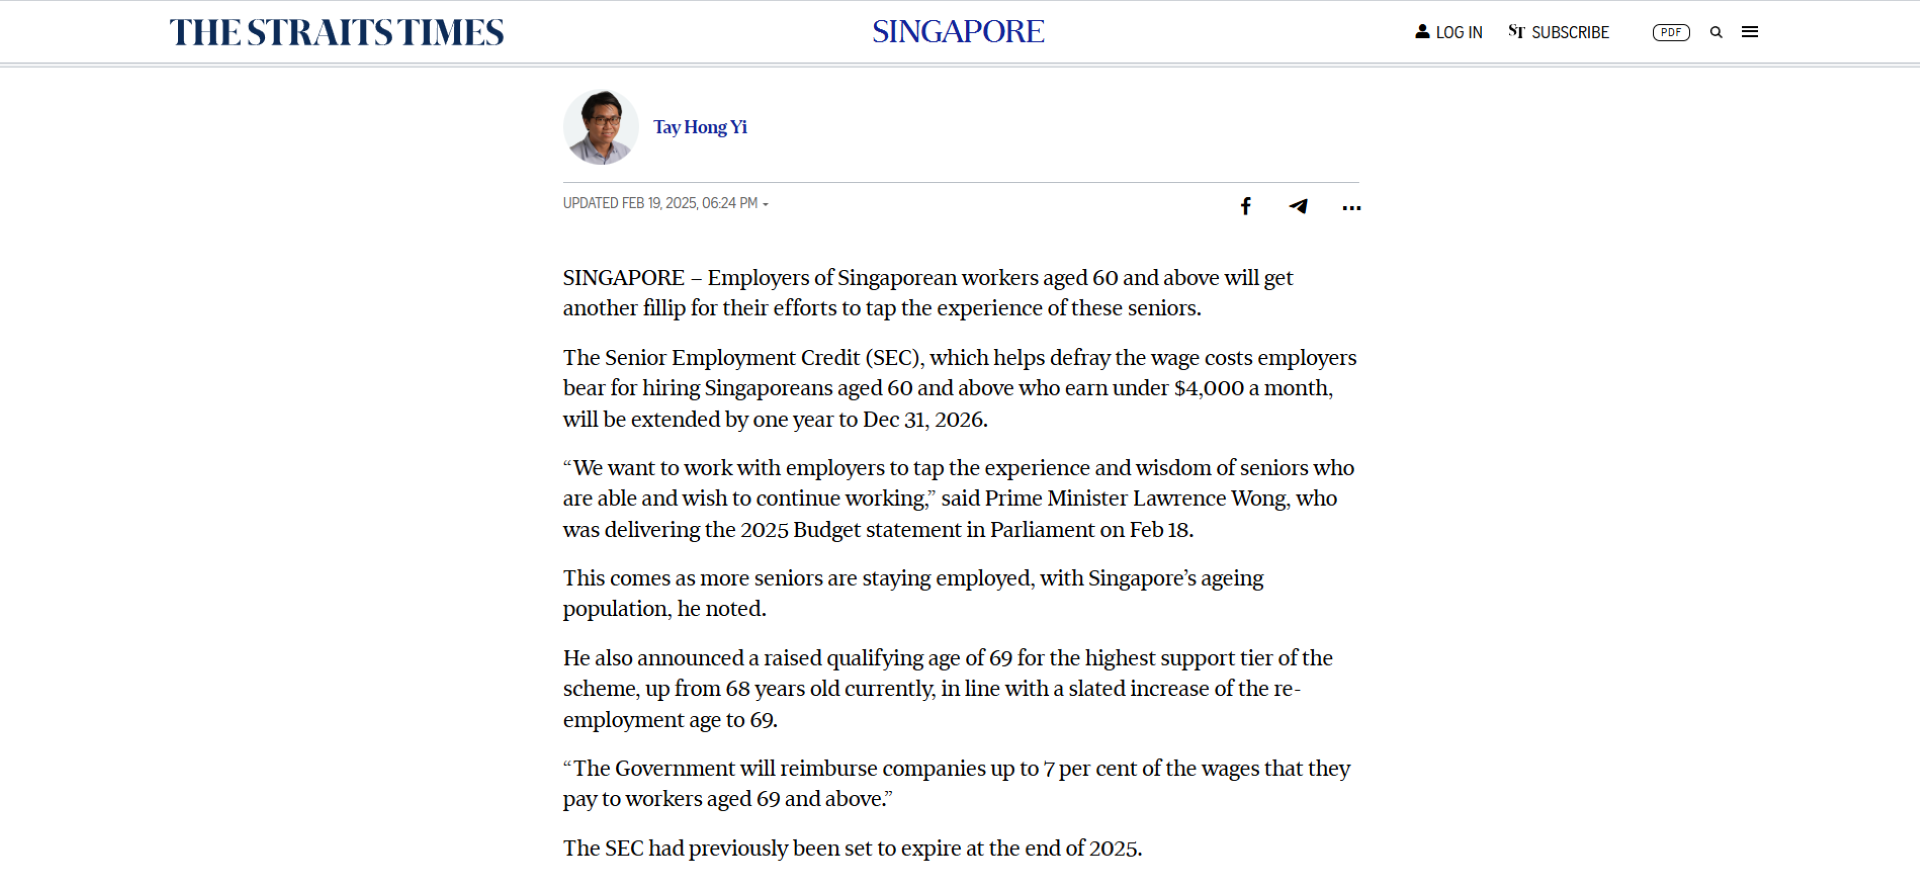 THE STRAITS TIMES
SINGAPORE
LOG IN
ST SUBSCRIBE
PDF
Tay Hong Yi
UPDATED FEB 19, 2025, 06:24 PM
SINGAPORE – Employers of Singaporean workers aged 60 and above will get
another fillip for their efforts to tap the experience of these seniors.
The Senior Employment Credit (SEC), which helps defray the wage costs employers
bear for hiring Singaporeans aged 60 and above who earn under $4,000 a month,
will be extended by one year to Dec 31, 2026.
“We want to work with employers to tap the experience and wisdom of seniors who
are able and wish to continue working,” said Prime Minister Lawrence Wong, who
was delivering the 2025 Budget statement in Parliament on Feb 18.
This comes as more seniors are staying employed, with Singapore’s ageing
population, he noted.
He also announced a raised qualifying age of 69 for the highest support tier of the
scheme, up from 68 years old currently, in line with a slated increase of the re-
employment age to 69.
“The Government will reimburse companies up to 7 per cent of the wages that they
pay to workers aged 69 and above.”
The SEC had previously been set to expire at the end of 2025.